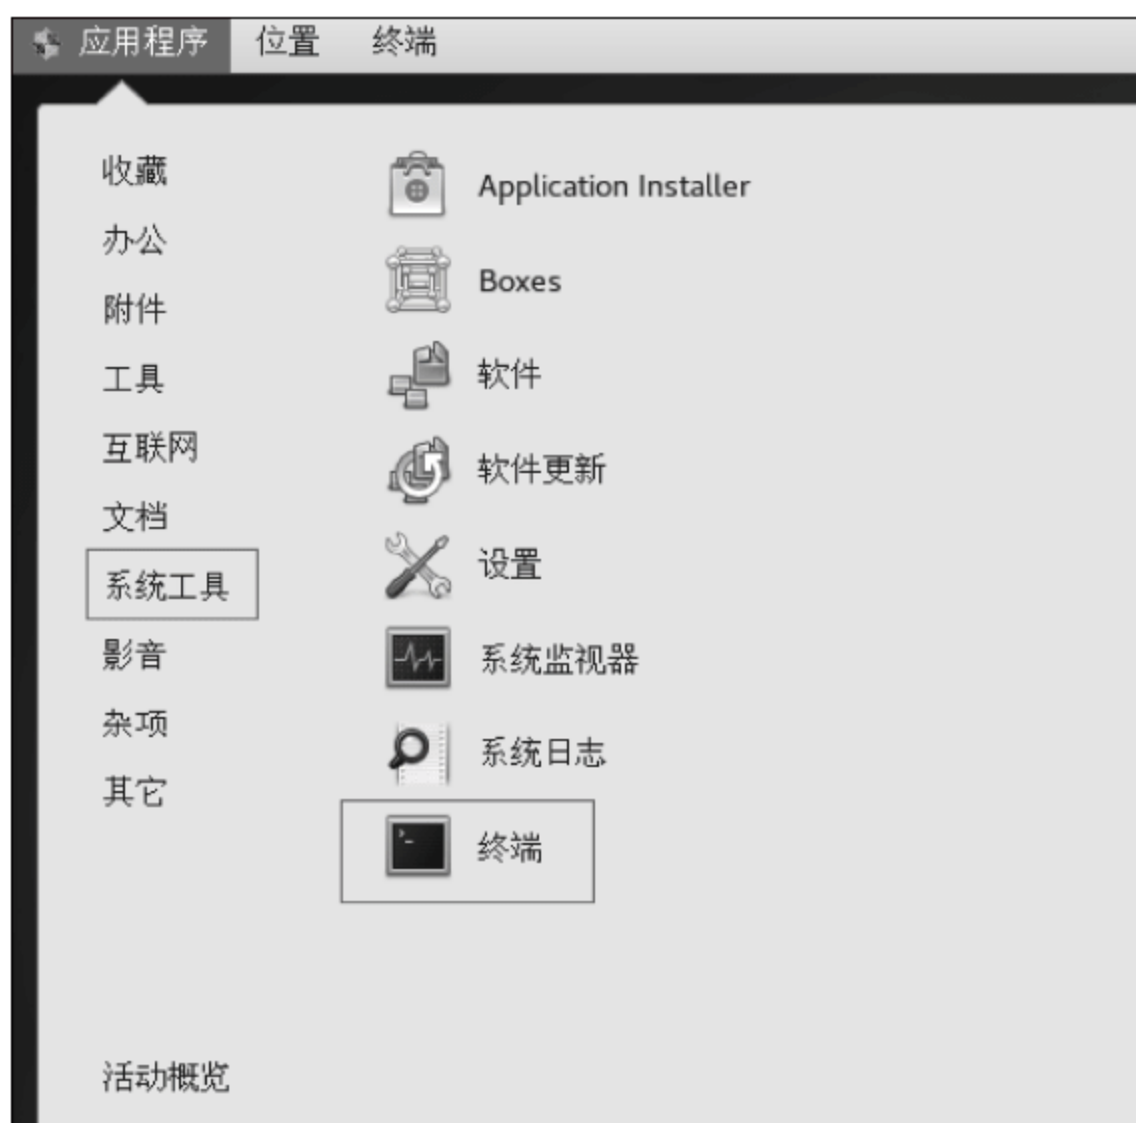 应用程序 位置 终端
收藏
办公
附件
工具
互联网
文档
系统工具
影音
杂项
其它
活动概览
Application Installer
Boxes
软件
软件更新
设置
系统监视器
系统日志
终端